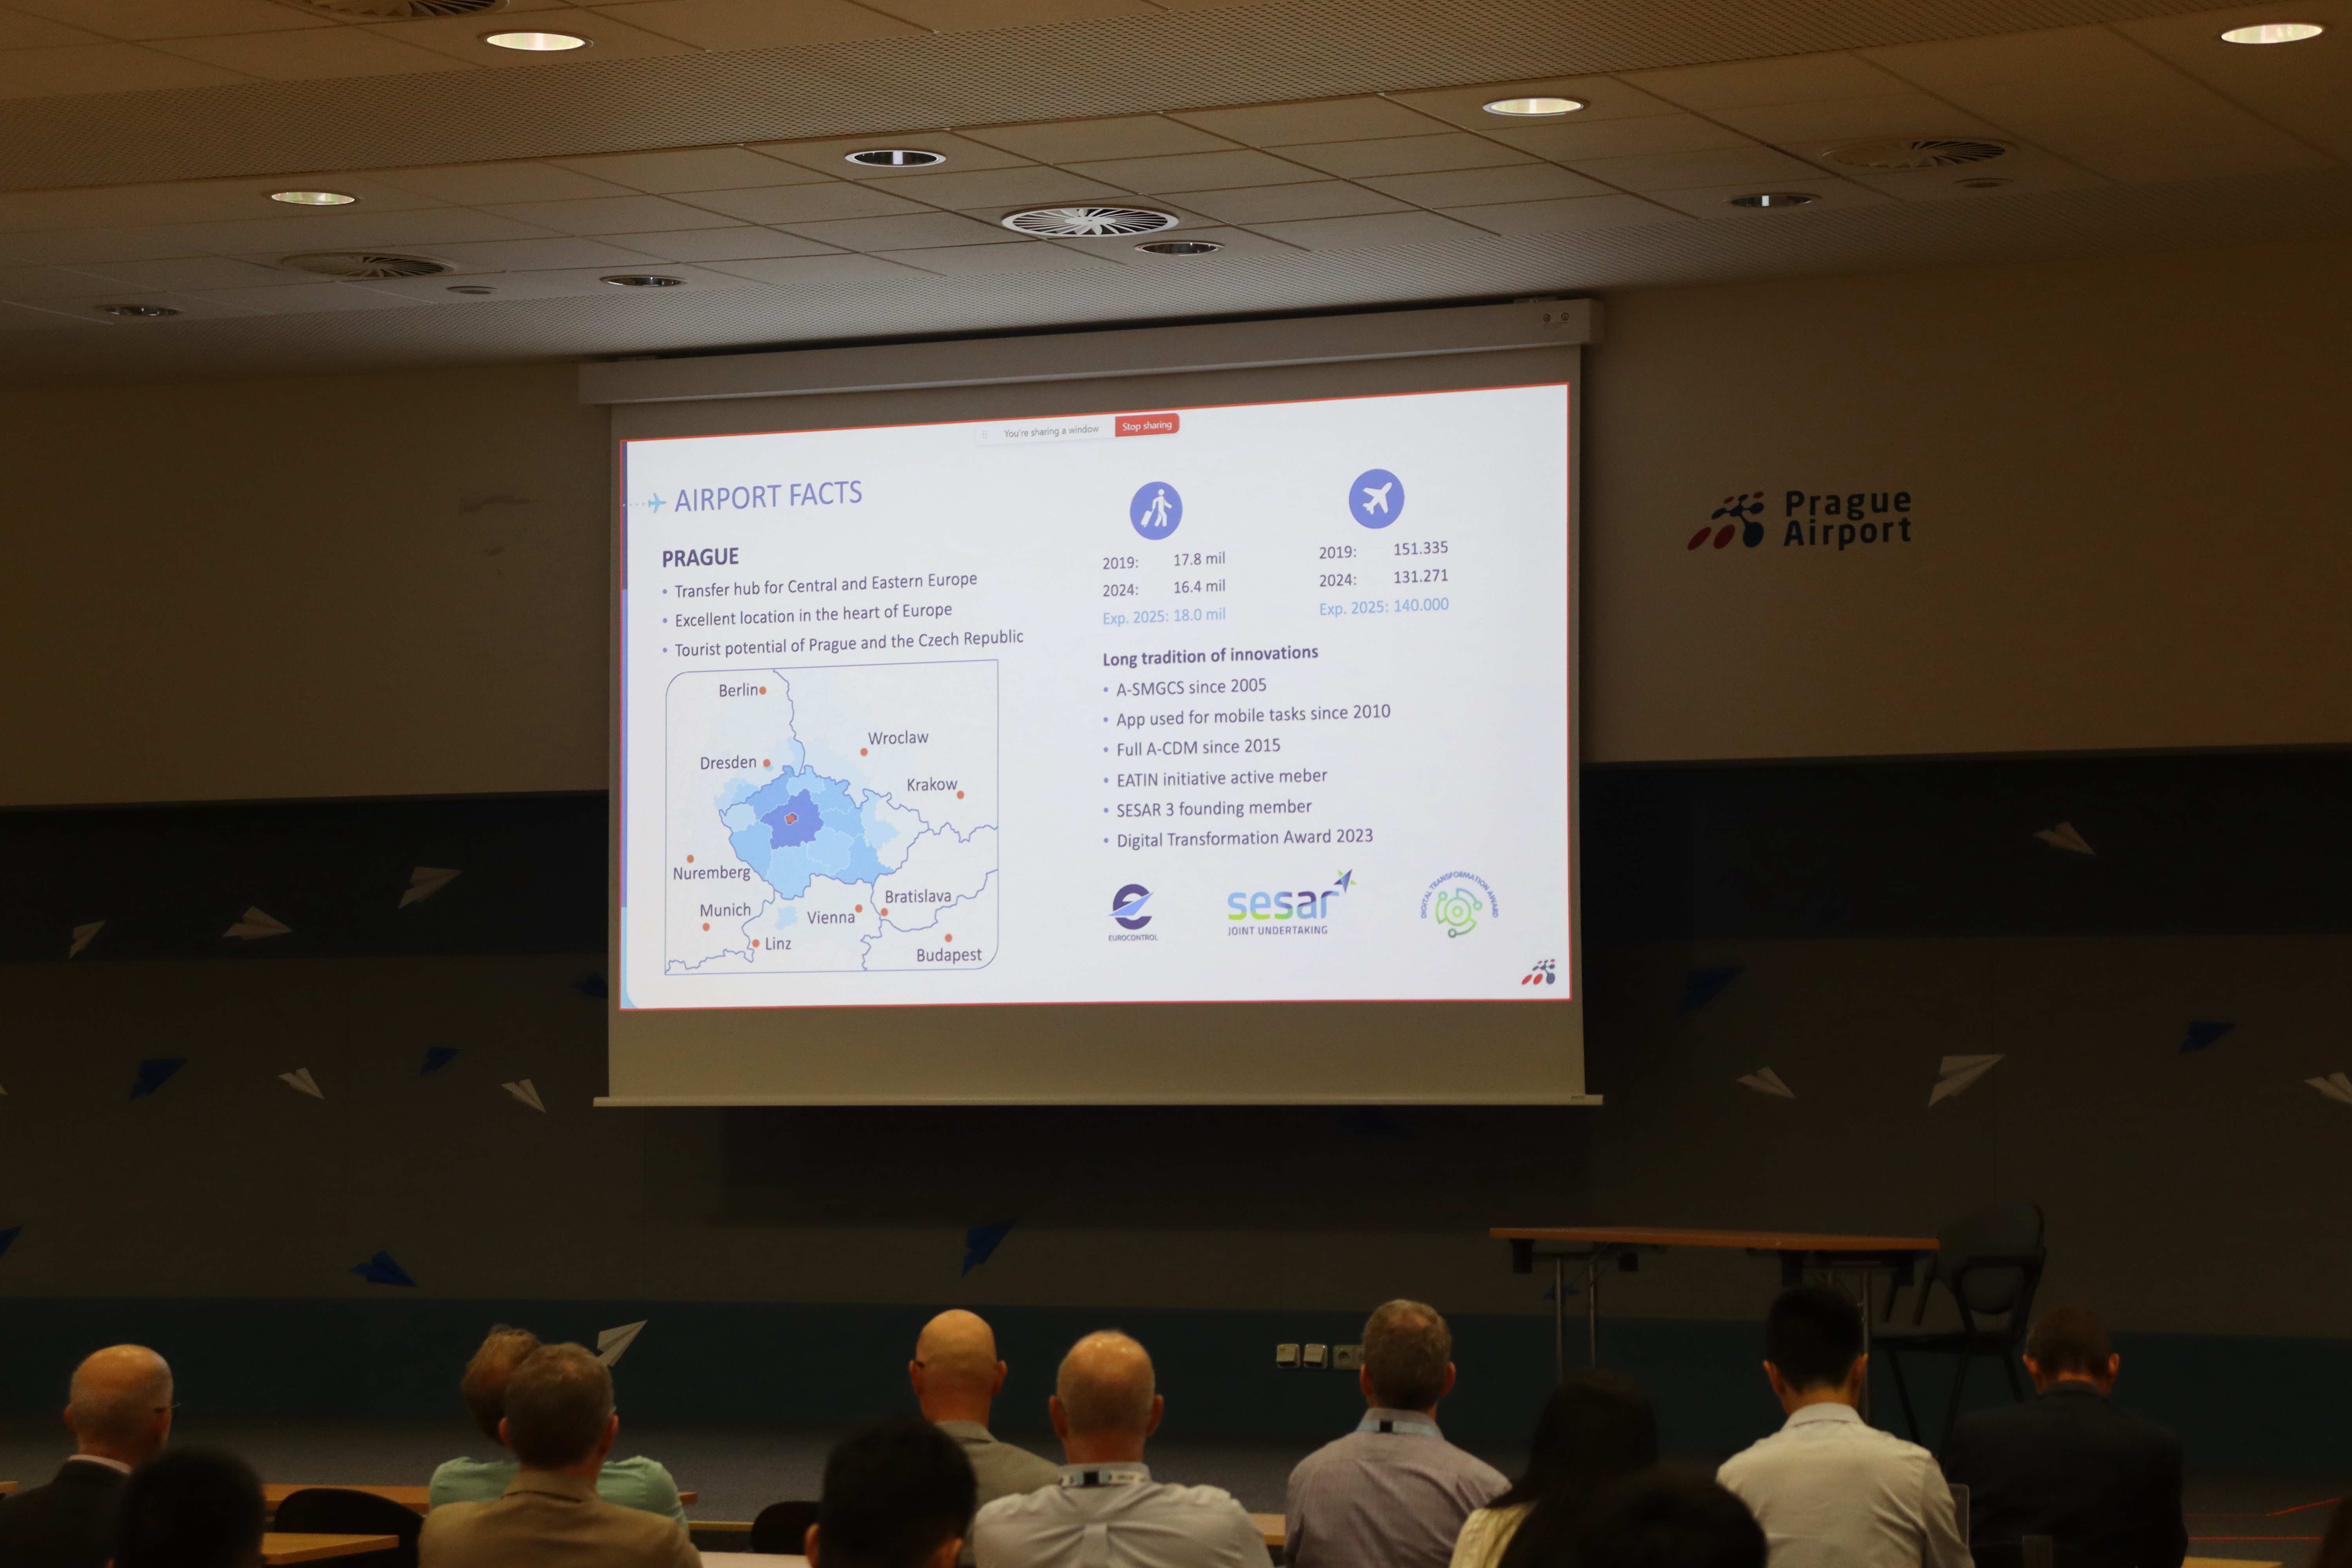 You're sharing a window
Stop sharing
AIRPORT FACTS
PRAGUE
• Transfer hub for Central and Eastern Europe
• Excellent location in the heart of Europe
• Tourist potential of Prague and the Czech Republic
Berlin
Wroclaw
Dresden
Krakow
Nuremberg
Munich
Bratislava
Vienna
Linz
Budapest
2019: 17.8 mil
2024: 16.4 mil
Exp. 2025: 18.0 mil
2019: 151.335
2024: 131.271
Exp. 2025: 140.000
Long tradition of innovations
• A-SMGCS since 2005
• App used for mobile tasks since 2010
• Full A-CDM since 2015
• EATIN initiative active meber
• SESAR 3 founding member
• Digital Transformation Award 2023
EUROCONTROL
sesar
JOINT UNDERTAKING
DIGITAL TRANSFORMATION AWARD
Prague
Airport